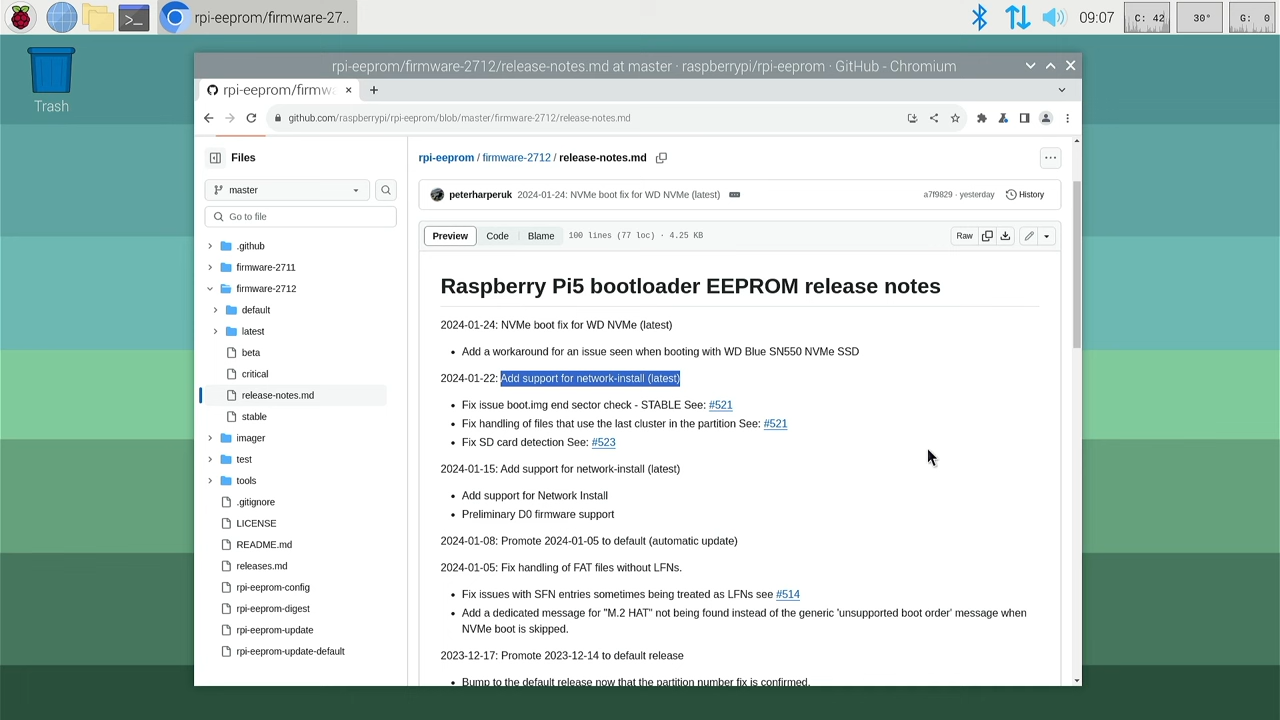 rpi-eeprom/firmware-27..
09:07
C: 42
30°
G: 0
Trash
rpi-eeprom/firmware-2712/release-notes.md at master · raspberrypi/rpi-eeprom · GitHub - Chromium
rpi-eeprom/firmw
github.com/raspberrypi/rpi-eeprom/blob/master/firmware-2712/release-notes.md
Files
master
Go to file
.github
firmware-2711
firmware-2712
default
latest
beta
critical
release-notes.md
stable
imager
test
tools
.gitignore
LICENSE
README.md
releases.md
rpi-eeprom-config
rpi-eeprom-digest
rpi-eeprom-update
rpi-eeprom-update-default
rpi-eeprom / firmware-2712 / release-notes.md
peterharperuk 2024-01-24: NVMe boot fix for WD NVMe (latest)
a7f9829 · yesterday
History
Preview
Code
Blame
100 lines (77 loc) · 4.25 KB
Raw
Raspberry Pi5 bootloader EEPROM release notes
2024-01-24: NVMe boot fix for WD NVMe (latest)
• Add a workaround for an issue seen when booting with WD Blue SN550 NVMe SSD
2024-01-22: Add support for network-install (latest)
• Fix issue boot.img end sector check - STABLE See: #521
• Fix handling of files that use the last cluster in the partition See: #521
• Fix SD card detection See: #523
2024-01-15: Add support for network-install (latest)
• Add support for Network Install
• Preliminary D0 firmware support
2024-01-08: Promote 2024-01-05 to default (automatic update)
2024-01-05: Fix handling of FAT files without LFNs.
• Fix issues with SFN entries sometimes being treated as LFNs see #514
• Add a dedicated message for "M.2 HAT" not being found instead of the generic 'unsupported boot order' message when
NVMe boot is skipped.
2023-12-17: Promote 2023-12-14 to default release
• Bump to the default release now that the partition number fix is confirmed.